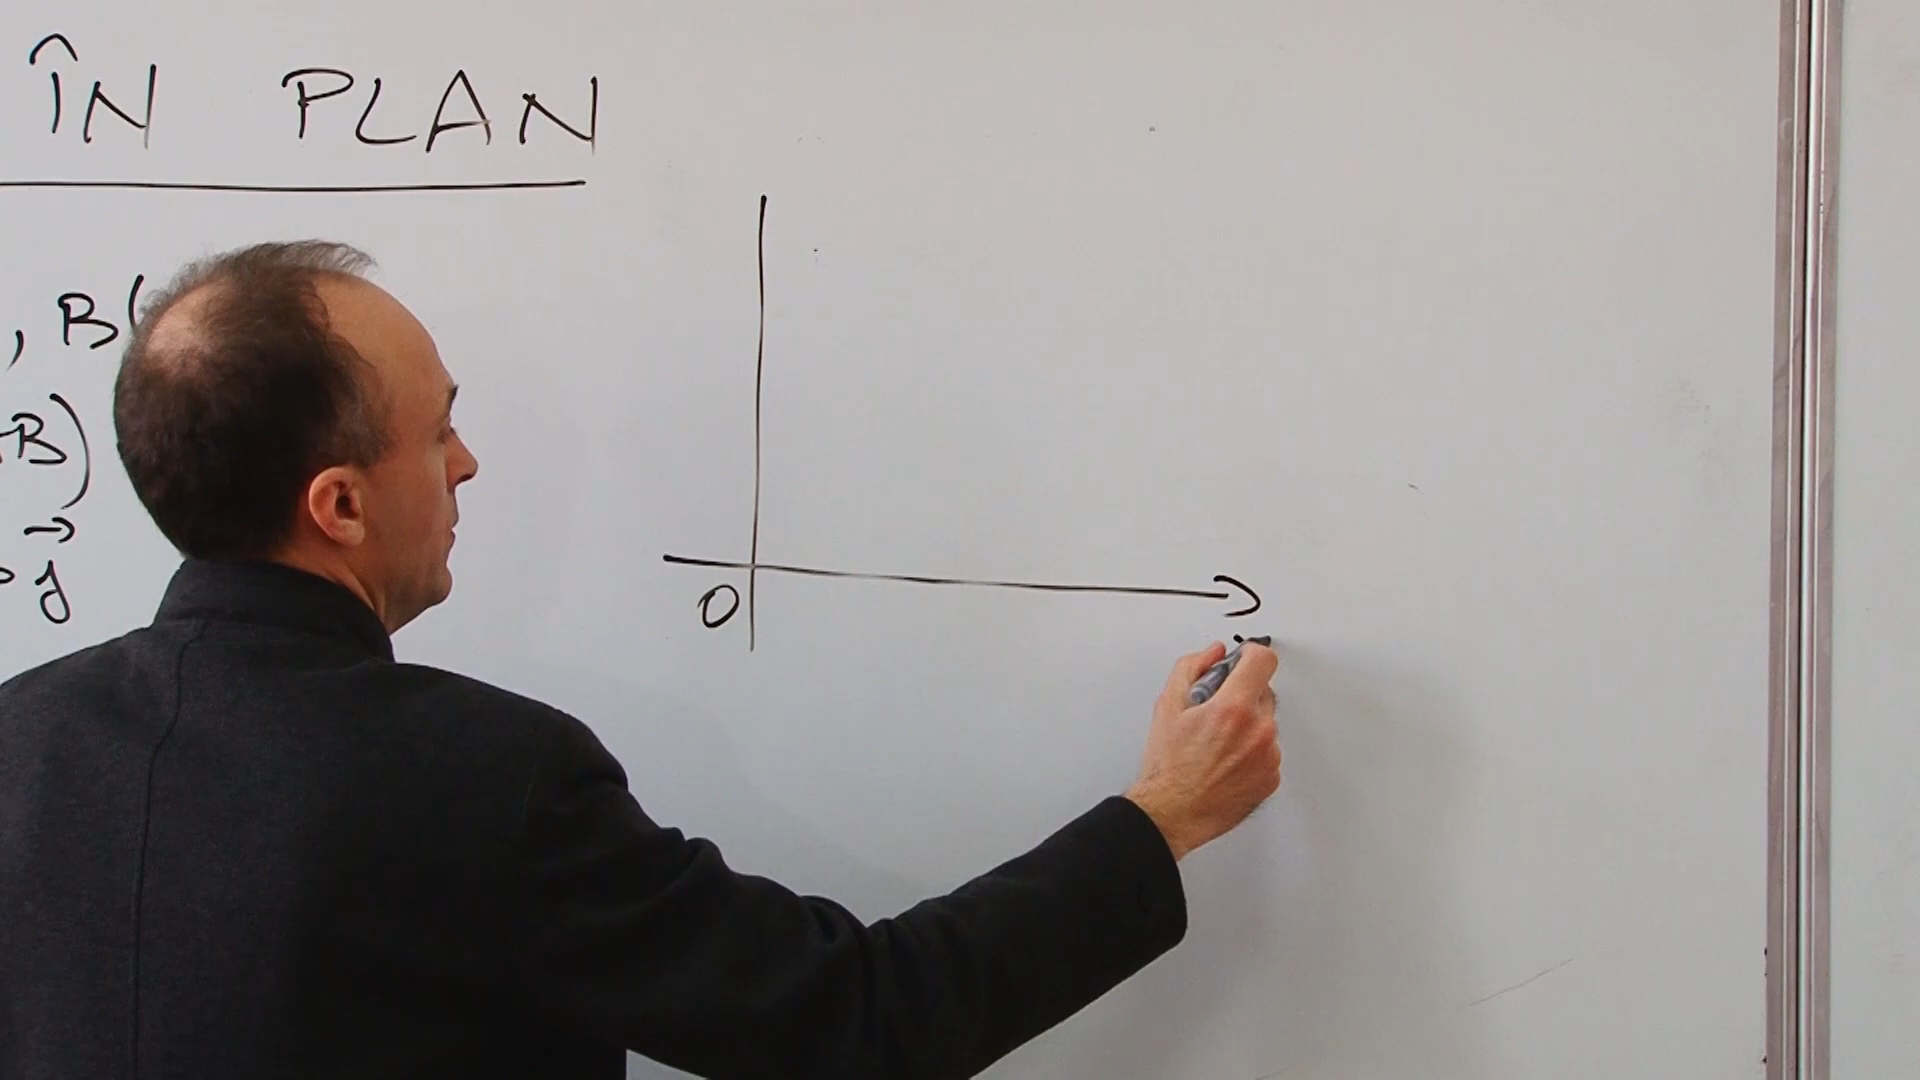 ÎN PLAN
, B(
B)
→
j
O